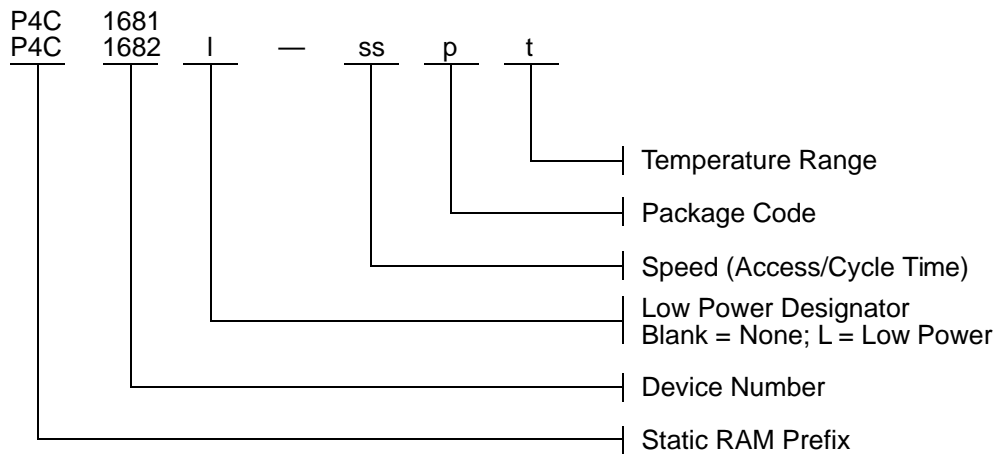 P4C 1681
P4C 1682 l — ss p t
Temperature Range
Package Code
Speed (Access/Cycle Time)
Low Power Designator
Blank = None; L = Low Power
Device Number
Static RAM Prefix